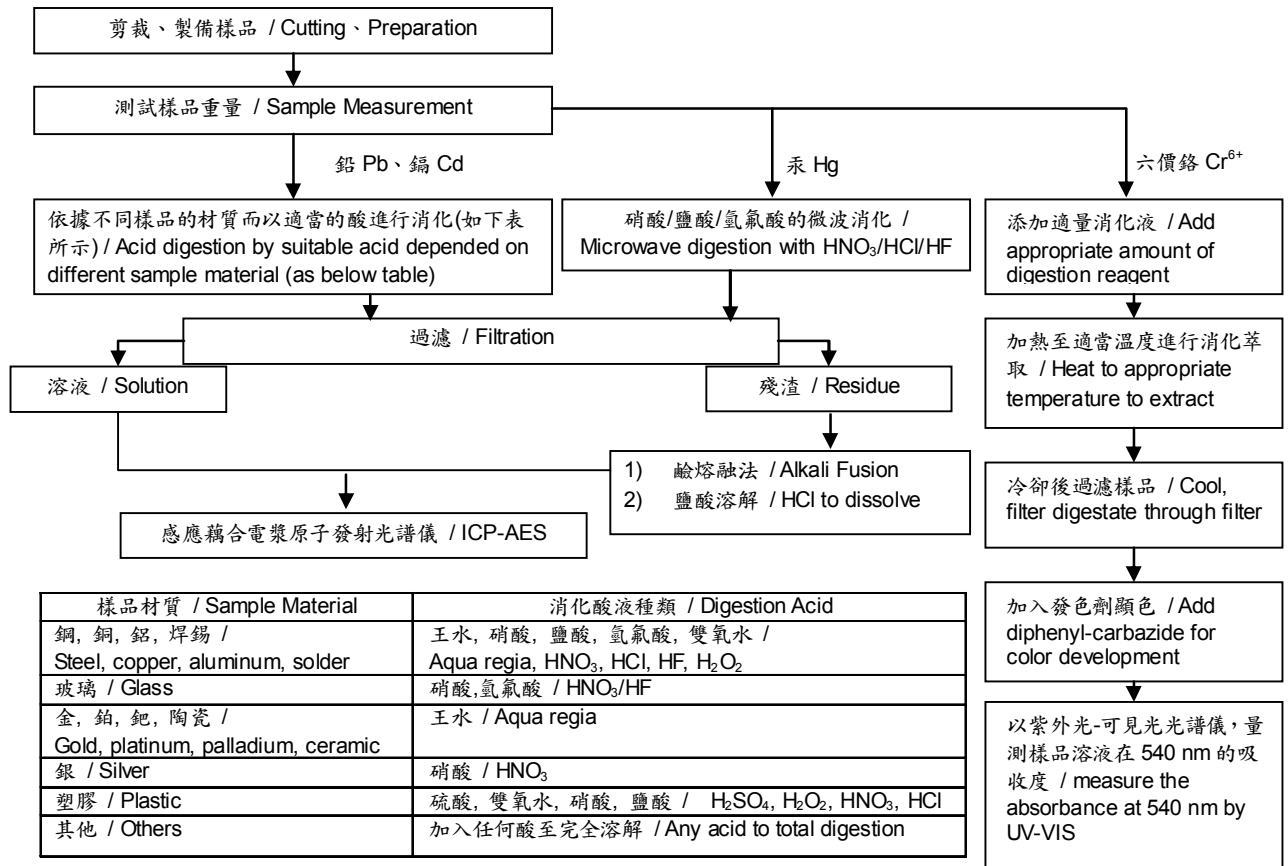 剪裁、製備樣品 / Cutting、Preparation
測試樣品重量 / Sample Measurement
鉛 Pb、鎘 Cd
汞 Hg
六價鉻 Cr⁶⁺
依據不同樣品的材質而以適當的酸進行消化(如下表
所示) / Acid digestion by suitable acid depended on
different sample material (as below table)
硝酸/鹽酸/氫氟酸的微波消化 /
Microwave digestion with HNO₃/HCl/HF
添加適量消化液 / Add
appropriate amount of
digestion reagent
過濾 / Filtration
溶液 / Solution
殘渣 / Residue
加熱至適當溫度進行消化萃
取 / Heat to appropriate
temperature to extract
1) 鹼熔融法 / Alkali Fusion
2) 鹽酸溶解 / HCl to dissolve
感應藕合電漿原子發射光譜儀 / ICP-AES
冷卻後過濾樣品 / Cool,
filter digestate through filter
加入發色劑顯色 / Add
diphenyl-carbazide for
color development
以紫外光-可見光光譜儀，量
測樣品溶液在 540 nm 的吸
收度 / measure the
absorbance at 540 nm by
UV-VIS
樣品材質 / Sample Material
消化酸液種類 / Digestion Acid
鋼, 銅, 鋁, 焊錫 /
Steel, copper, aluminum, solder
王水, 硝酸, 鹽酸, 氫氟酸, 雙氧水 /
Aqua regia, HNO₃, HCl, HF, H₂O₂
玻璃 / Glass
硝酸,氫氟酸 / HNO₃/HF
金, 鉑, 鈀, 陶瓷 /
Gold, platinum, palladium, ceramic
王水 / Aqua regia
銀 / Silver
硝酸 / HNO₃
塑膠 / Plastic
硫酸, 雙氧水, 硝酸, 鹽酸 / H₂SO₄, H₂O₂, HNO₃, HCl
其他 / Others
加入任何酸至完全溶解 / Any acid to total digestion